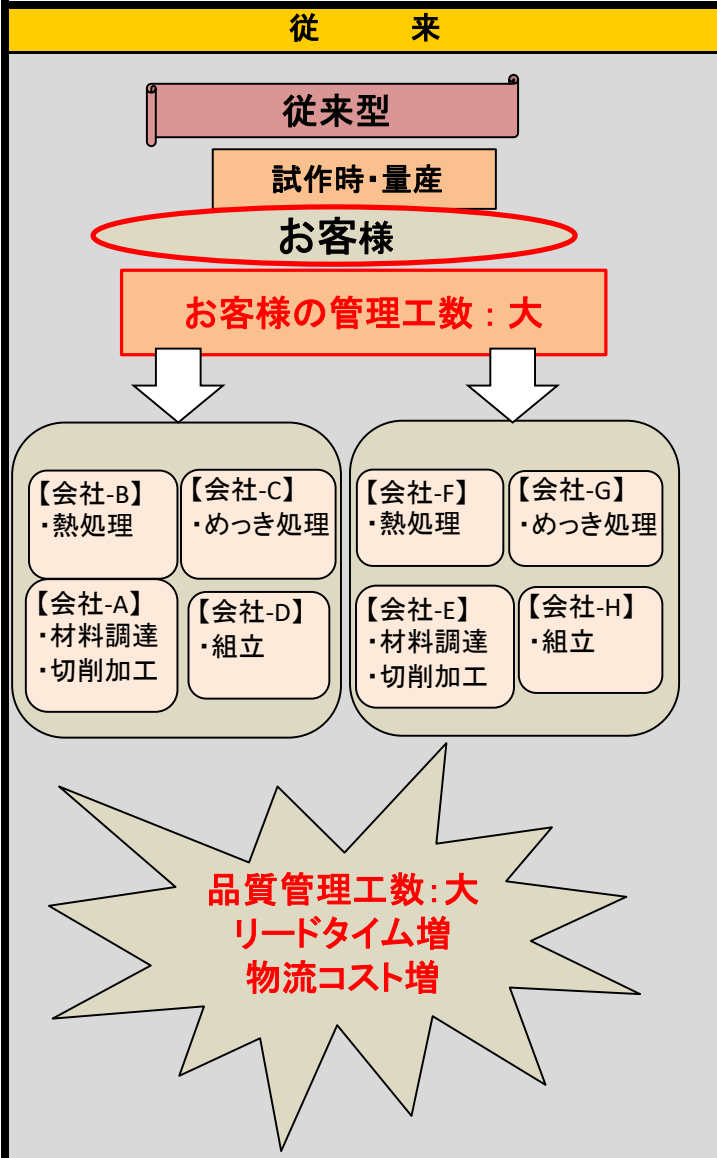 従　来
従来型
試作時・量産
お客様
お客様の管理工数：大
【会社-B】
・熱処理
【会社-C】
・めっき処理
【会社-A】
・材料調達
・切削加工
【会社-D】
・組立
【会社-F】
・熱処理
【会社-G】
・めっき処理
【会社-E】
・材料調達
・切削加工
【会社-H】
・組立
品質管理工数：大
リードタイム増
物流コスト増